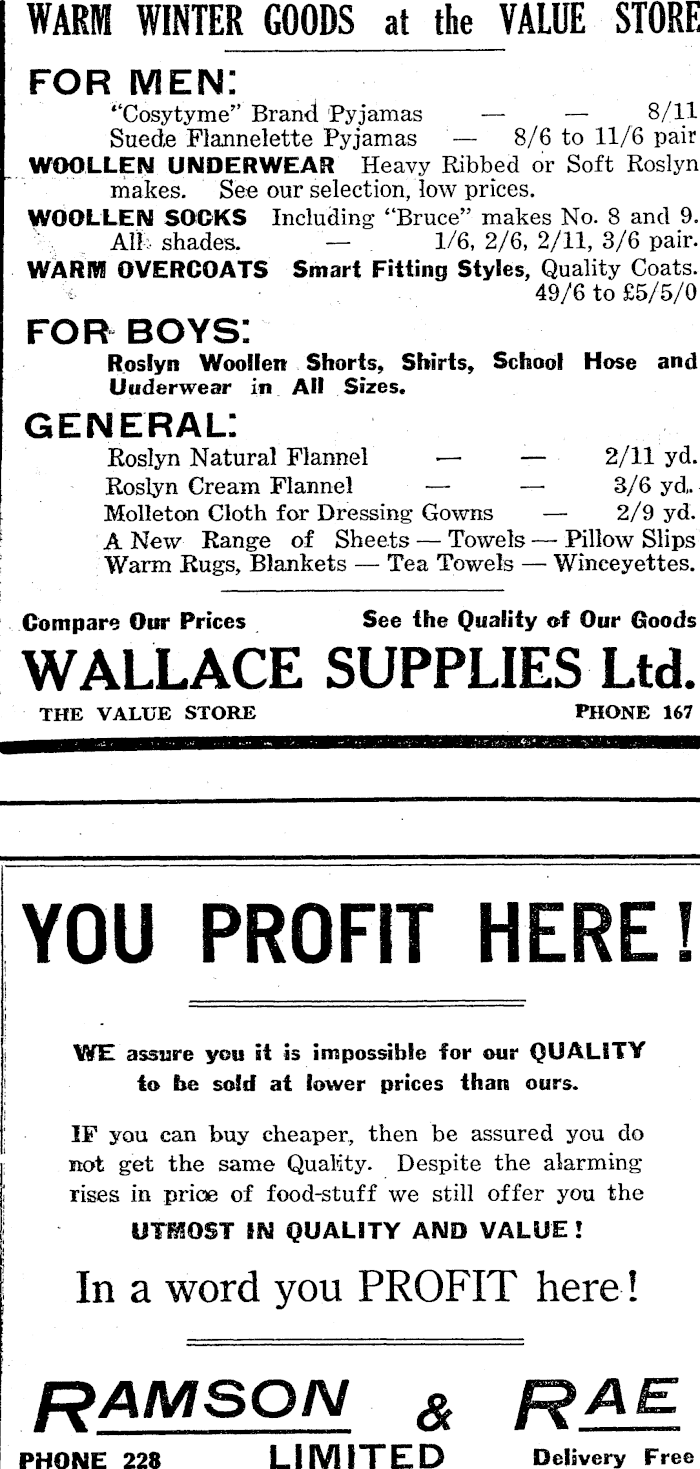 WARM WINTER GOODS at the VALUE STORE
FOR MEN:
"Cosytyme" Brand Pyjamas — — 8/11
Suede Flannelette Pyjamas — 8/6 to 11/6 pair
WOOLLEN UNDERWEAR Heavy Ribbed or Soft Roslyn
makes. See our selection, low prices.
WOOLLEN SOCKS Including "Bruce" makes No. 8 and 9.
All shades. — 1/6, 2/6, 2/11, 3/6 pair.
WARM OVERCOATS Smart Fitting Styles, Quality Coats.
49/6 to £5/5/0
FOR BOYS:
Roslyn Woollen Shorts, Shirts, School Hose and
Uuderwear in All Sizes.
GENERAL:
Roslyn Natural Flannel — — 2/11 yd.
Roslyn Cream Flannel — — 3/6 yd.
Molleton Cloth for Dressing Gowns — 2/9 yd.
A New Range of Sheets — Towels — Pillow Slips
Warm Rugs, Blankets — Tea Towels — Winceyettes.
Compare Our Prices See the Quality of Our Goods
WALLACE SUPPLIES Ltd.
THE VALUE STORE PHONE 167
YOU PROFIT HERE!
WE assure you it is impossible for our QUALITY
to be sold at lower prices than ours.
IF you can buy cheaper, then be assured you do
not get the same Quality. Despite the alarming
rises in price of food-stuff we still offer you the
UTMOST IN QUALITY AND VALUE!
In a word you PROFIT here!
RAMSON & RAE
PHONE 228 LIMITED Delivery Free